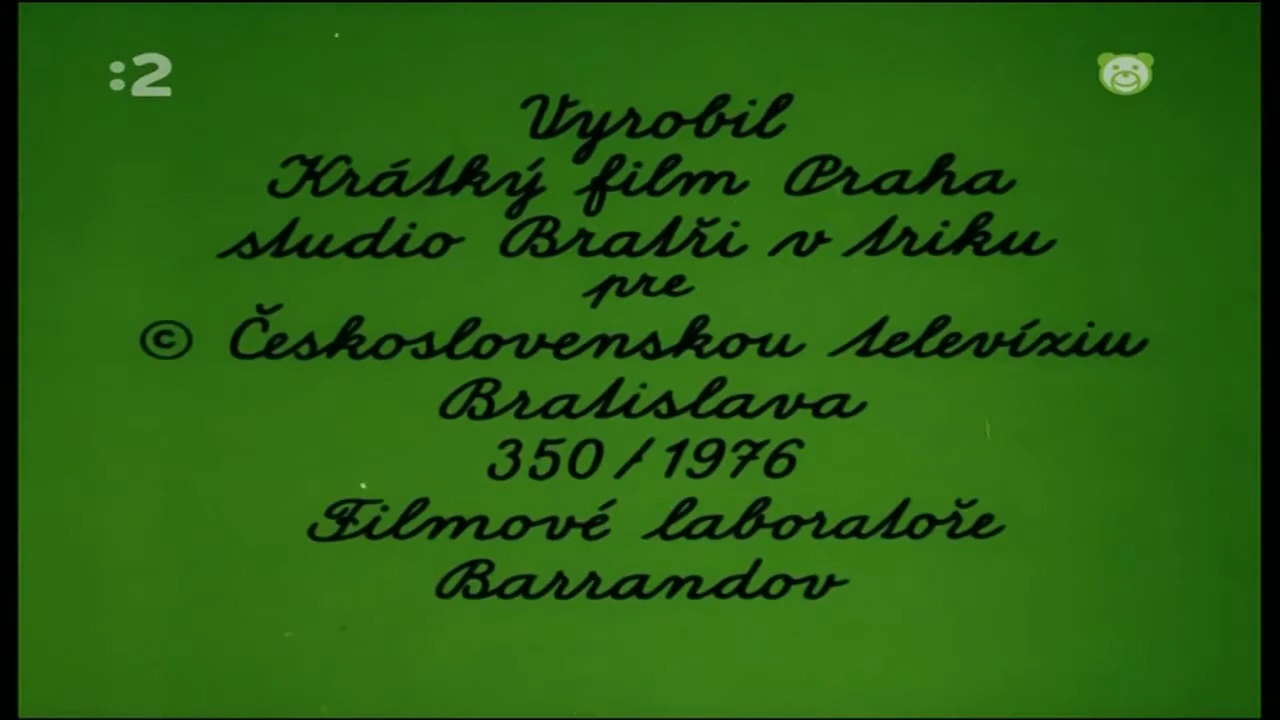 :2
Vyrobil
Krátký film Praha
studio Bratři v triku
pre
© Československou televíziu
Bratislava
350/1976
Filmové laboratoře
Barrandov